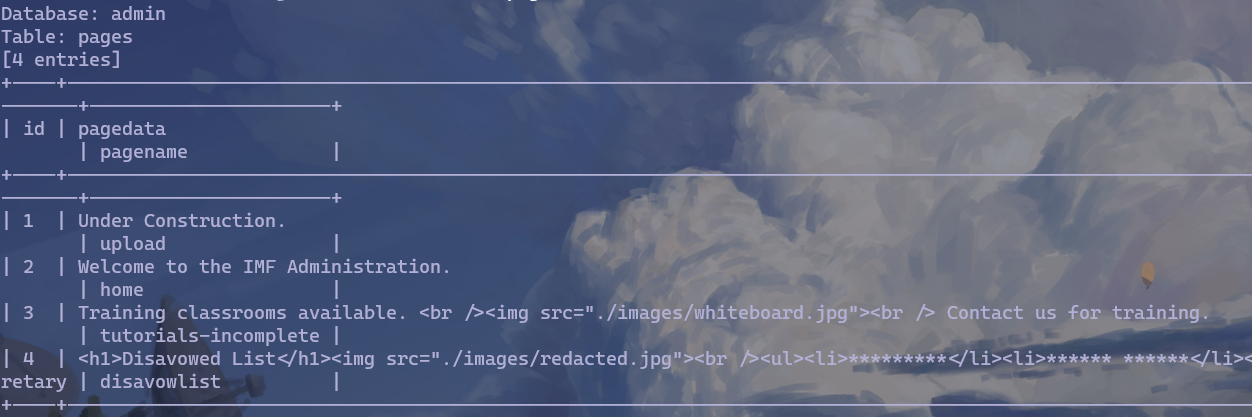 Database: admin
Table: pages
[4 entries]
+----+--------------------------------------------------------------------------------------------------------------
-------+----------------------+
| id | pagedata
       | pagename             |
+----+--------------------------------------------------------------------------------------------------------------
-------+----------------------+
| 1  | Under Construction.
       | upload               |
| 2  | Welcome to the IMF Administration.
       | home                 |
| 3  | Training classrooms available. <br /><img src="./images/whiteboard.jpg"><br /> Contact us for training.
       | tutorials-incomplete |
| 4  | <h1>Disavowed List</h1><img src="./images/redacted.jpg"><br /><ul><li>*********</li><li>****** ******</li><
retary | disavowlist          |
+----+--------------------------------------------------------------------------------------------------------------